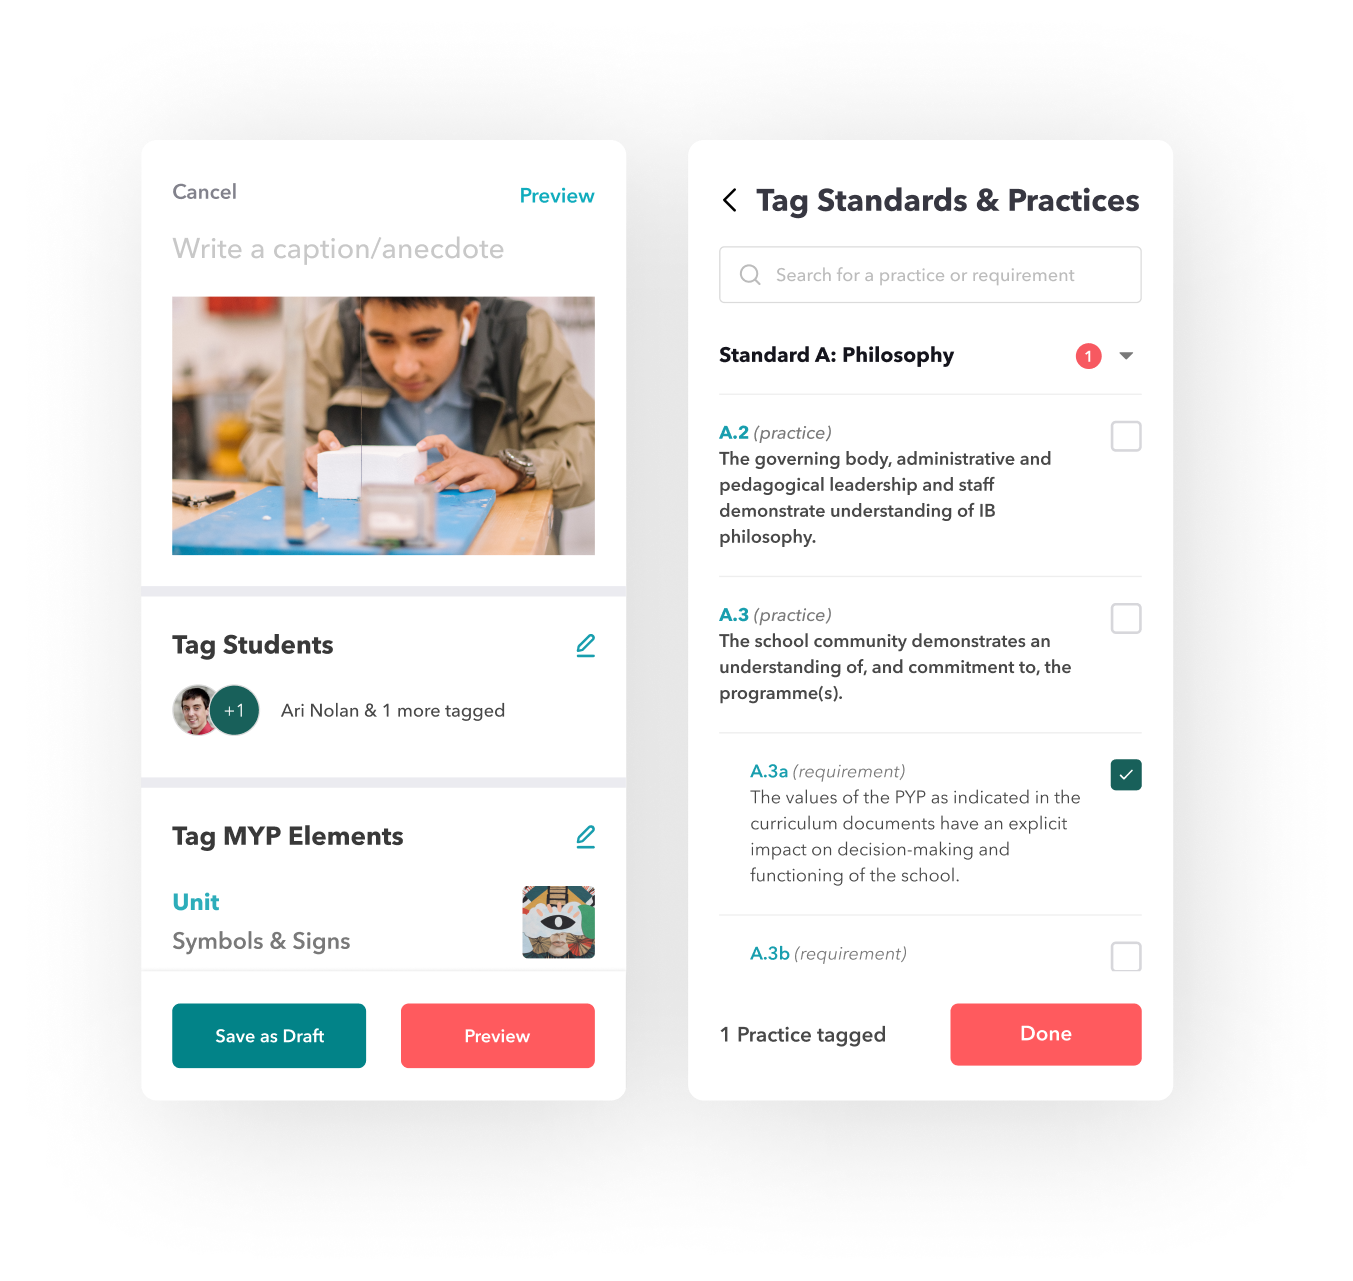 Cancel
Preview
Write a caption/anecdote
Tag Students
+1
Ari Nolan & 1 more tagged
Tag MYP Elements
Unit
Symbols & Signs
Save as Draft
Preview
Tag Standards & Practices
Search for a practice or requirement
Standard A: Philosophy
1
A.2 (practice)
The governing body, administrative and
pedagogical leadership and staff
demonstrate understanding of IB
philosophy.
A.3 (practice)
The school community demonstrates an
understanding of, and commitment to, the
programme(s).
A.3a (requirement)
The values of the PYP as indicated in the
curriculum documents have an explicit
impact on decision-making and
functioning of the school.
A.3b (requirement)
1 Practice tagged
Done